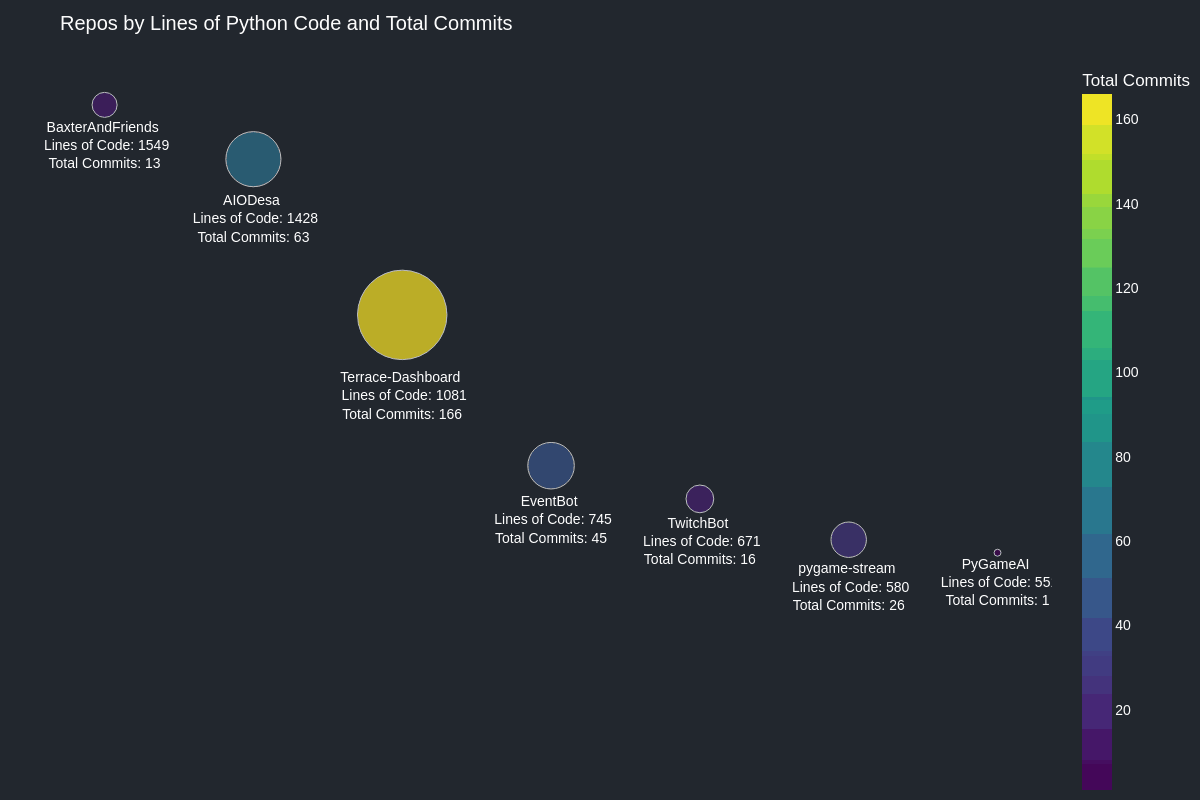 Repos by Lines of Python Code and Total Commits
BaxterAndFriends
Lines of Code: 1549
Total Commits: 13
AIODesa
Lines of Code: 1428
Total Commits: 63
Terrace-Dashboard
Lines of Code: 1081
Total Commits: 166
EventBot
Lines of Code: 745
Total Commits: 45
TwitchBot
Lines of Code: 671
Total Commits: 16
pygame-stream
Lines of Code: 580
Total Commits: 26
PyGameAI
Lines of Code:
Total Commits: 1
Total Commits
160
140
120
100
80
60
40
20